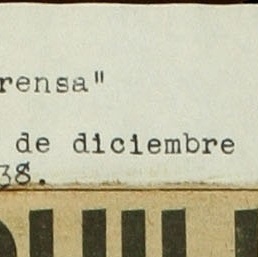 rensa"
de diciembre
38.